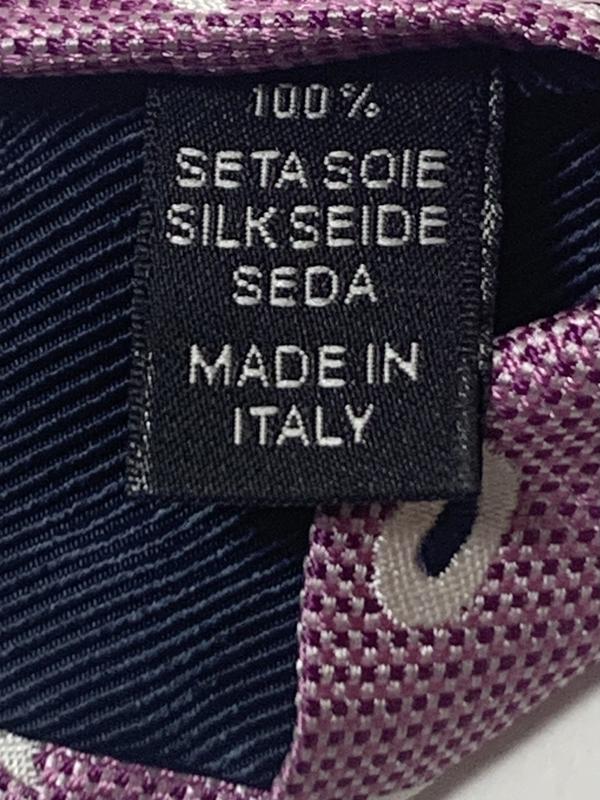 100%
SETA SOIE
SILK SEIDE
SEDA
MADE IN
ITALY